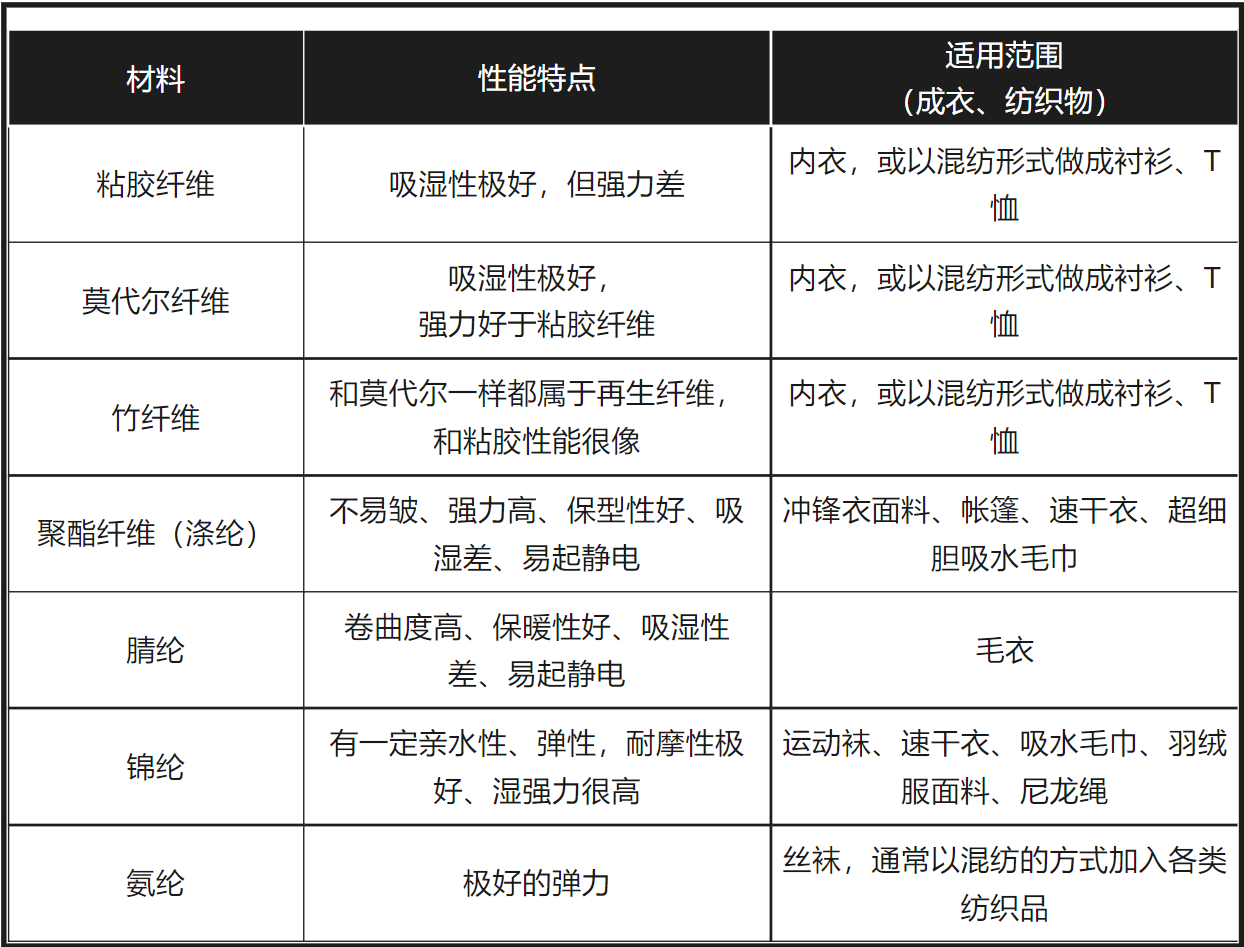 材料
性能特点
适用范围
（成衣、纺织物）
粘胶纤维
吸湿性极好，但强力差
内衣，或以混纺形式做成衬衫、T
恤
莫代尔纤维
吸湿性极好，
强力好于粘胶纤维
内衣，或以混纺形式做成衬衫、T
恤
竹纤维
和莫代尔一样都属于再生纤维，
和粘胶性能很像
内衣，或以混纺形式做成衬衫、T
恤
聚酯纤维（涤纶）
不易皱、强力高、保型性好、吸
湿差、易起静电
冲锋衣面料、帐篷、速干衣、超细
胆吸水毛巾
腈纶
卷曲度高、保暖性好、吸湿性
差、易起静电
毛衣
锦纶
有一定亲水性、弹性，耐摩性极
好、湿强力很高
运动袜、速干衣、吸水毛巾、羽绒
服面料、尼龙绳
氨纶
极好的弹力
丝袜，通常以混纺的方式加入各类
纺织品